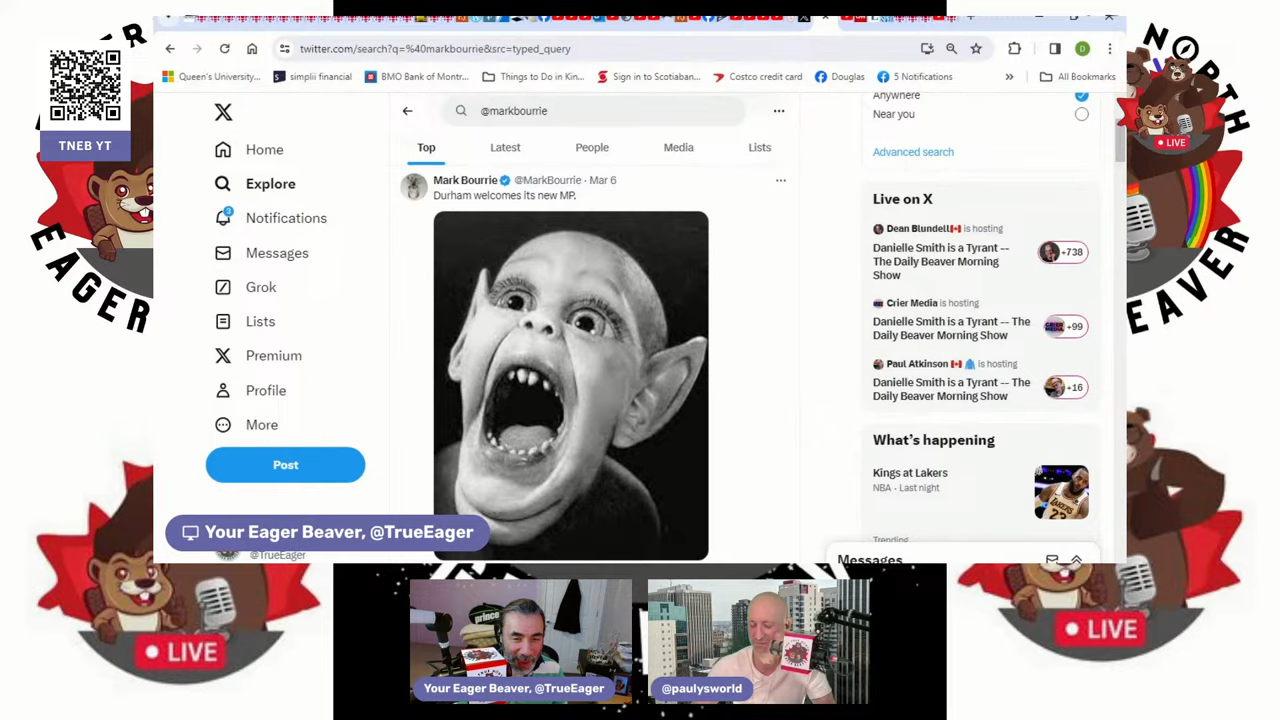 twitter.com/search?q=%40markbourrie&src=typed_query
Queen's University...
simplii financial
BMO Bank of Montr...
Things to Do in Kin...
Sign in to Scotiaban...
Costco credit card
Douglas
5 Notifications
All Bookmarks
TNEB YT
NORTH
EAGER
BEAVER
LIVE
@markbourrie
Top
Latest
People
Media
Lists
Home
Explore
3
Notifications
Messages
Grok
Lists
Premium
Profile
More
Post
Mark Bourrie @MarkBourrie · Mar 6
Durham welcomes its new MP.
Anywhere
Near you
Advanced search
Live on X
Dean Blundell is hosting
Danielle Smith is a Tyrant --
The Daily Beaver Morning
Show
+738
Crier Media is hosting
Danielle Smith is a Tyrant -- The
Daily Beaver Morning Show
+99
Paul Atkinson is hosting
Danielle Smith is a Tyrant -- The
Daily Beaver Morning Show
+16
What's happening
Kings at Lakers
NBA · Last night
Trending
Messages
Your Eager Beaver, @TrueEager
@TrueEager
LIVE
LIVE
prince
Your Eager Beaver, @TrueEager
@paulysworld